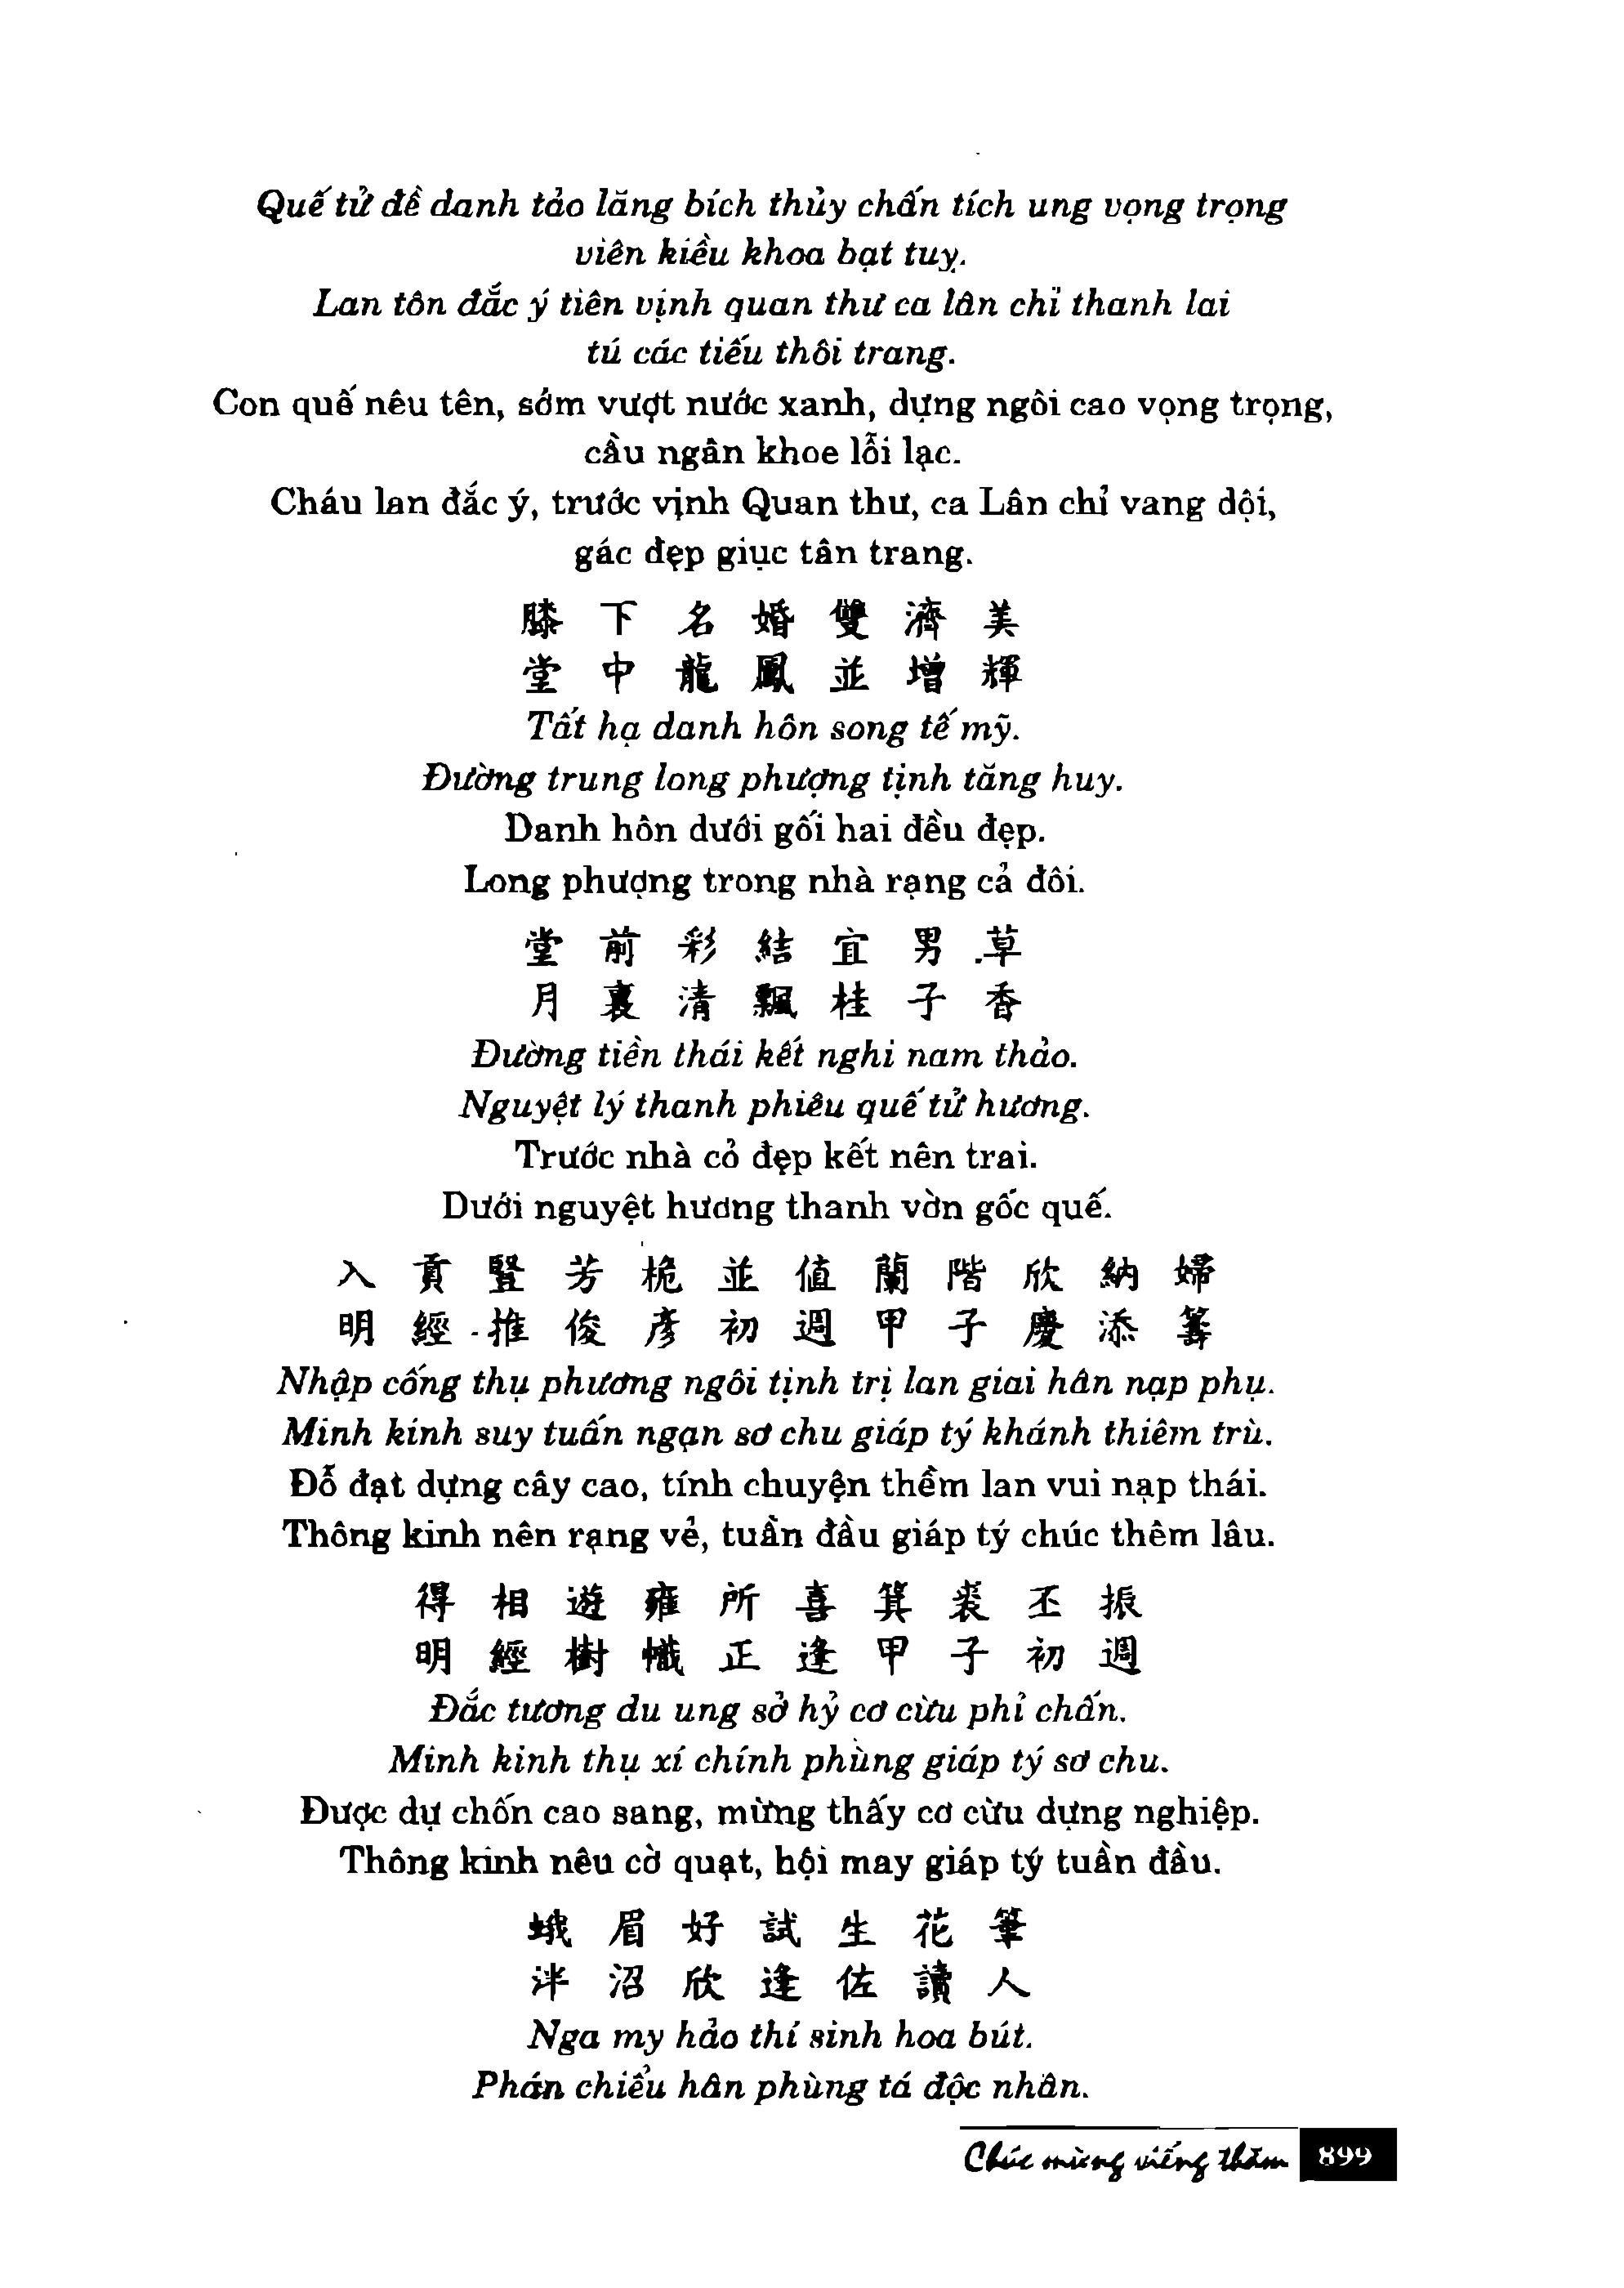 Quế tử đề danh tảo lăng bích thủy chấn tích ung vọng trọng
viên kiều khoa bạt tuỵ.
Lan tôn đắc ý tiên vịnh quan thư ca lân chỉ thanh lai
tú các tiếu thôi trang.
Con quế nêu tên, sớm vượt nước xanh, dựng ngôi cao vọng trọng,
cầu ngân khoe lỗi lạc.
Cháu lan đắc ý, trước vịnh Quan thư, ca Lân chỉ vang dội,
gác đẹp giục tân trang.
膝下名婚雙濟美
堂中龍鳳並增輝
Tất hạ danh hôn song tế mỹ.
Đường trung long phượng tịnh tăng huy.
Danh hôn dưới gối hai đều đẹp.
Long phượng trong nhà rạng cả đôi.
堂前彩結宜男草
月裏清飄桂子香
Đường tiền thái kết nghi nam thảo.
Nguyệt lý thanh phiêu quế tử hương.
Trước nhà cỏ đẹp kết nên trai.
Dưới nguyệt hương thanh vờn gốc quế.
入貢豎芳桅並值蘭階欣納婦
明經推俊彥初週甲子慶添籌
Nhập cống thụ phương ngôi tịnh trị lan giai hân nạp phụ.
Minh kinh suy tuấn ngạn sơ chu giáp tý khánh thiêm trù.
Đỗ đạt dựng cây cao, tính chuyện thềm lan vui nạp thái.
Thông kinh nên rạng vẻ, tuần đầu giáp tý chúc thêm lâu.
得相遊雍所喜箕裘丕振
明經樹幟正逢甲子初週
Đắc tương du ung sở hỷ cơ cừu phỉ chấn.
Minh kinh thụ xí chính phùng giáp tý sơ chu.
Được dự chốn cao sang, mừng thấy cơ cừu dựng nghiệp.
Thông kinh nêu cờ quạt, hội may giáp tý tuần đầu.
蛾眉好試生花筆
泮沼欣逢佐讀人
Nga my hảo thí sinh hoa bút.
Phán chiểu hân phùng tá độc nhân.
Chúc mừng viếng thăm 899